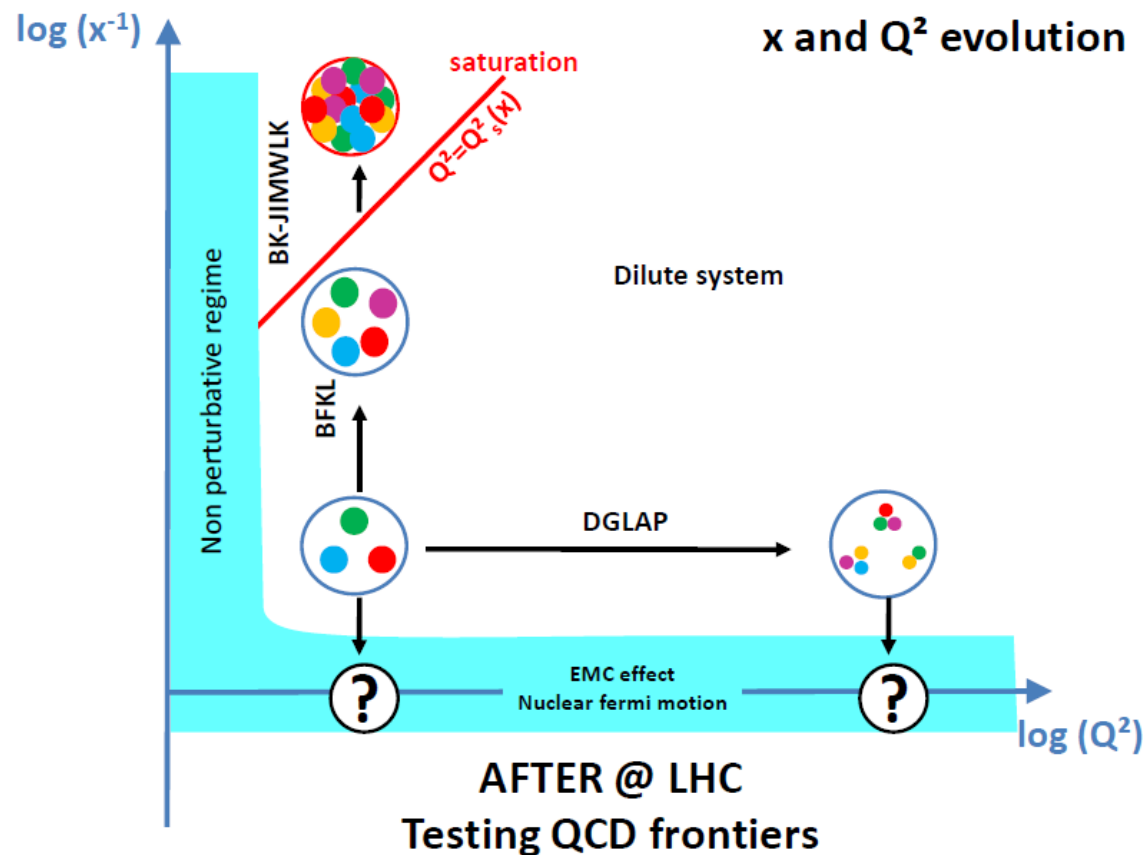 log (x⁻¹)
x and Q² evolution
saturation
Q²=Q²ₛ(x)
BK-JIMWLK
Non perturbative regime
Dilute system
BFKL
DGLAP
EMC effect
Nuclear fermi motion
?
?
log (Q²)
AFTER @ LHC
Testing QCD frontiers